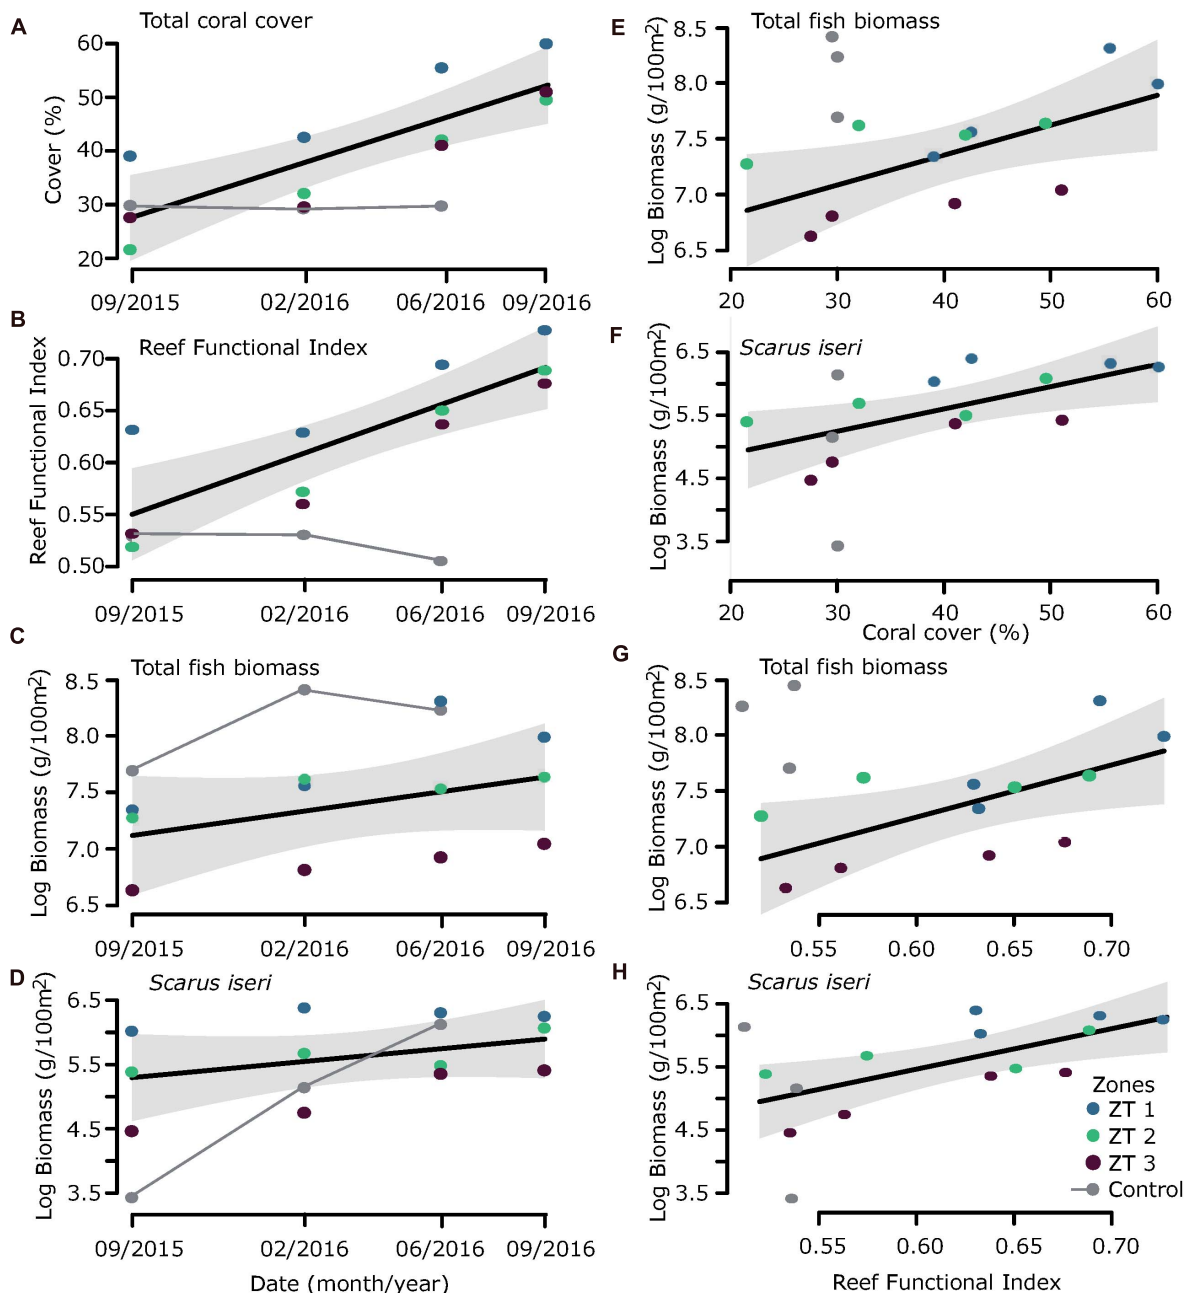 A
Total coral cover
Cover (%)
60
50
40
30
20
09/2015
02/2016
06/2016
09/2016
B
Reef Functional Index
Reef Functional Index
0.70
0.65
0.60
0.55
0.50
09/2015
02/2016
06/2016
09/2016
C
Total fish biomass
Log Biomass (g/100m2)
8.5
8.0
7.5
7.0
6.5
09/2015
02/2016
06/2016
09/2016
D
Scarus iseri
Log Biomass (g/100m2)
6.5
5.5
4.5
3.5
09/2015
02/2016
06/2016
09/2016
Date (month/year)
E
Total fish biomass
Log Biomass (g/100m2)
8.5
8.0
7.5
7.0
6.5
20
30
40
50
60
F
Scarus iseri
Log Biomass (g/100m2)
6.5
5.5
4.5
3.5
20
30
40
50
60
Coral cover (%)
G
Total fish biomass
Log Biomass (g/100m2)
8.5
8.0
7.5
7.0
6.5
0.55
0.60
0.65
0.70
H
Scarus iseri
Log Biomass (g/100m2)
6.5
5.5
4.5
3.5
Zones
ZT 1
ZT 2
ZT 3
Control
0.55
0.60
0.65
0.70
Reef Functional Index